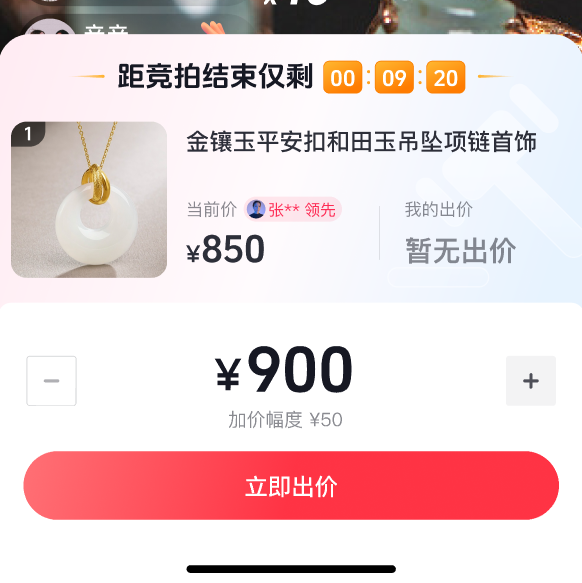 距竞拍结束仅剩 00:09:20
1
金镶玉平安扣和田玉吊坠项链首饰
当前价 张** 领先
¥850
我的出价
暂无出价
− ¥900 +
加价幅度 ¥50
立即出价